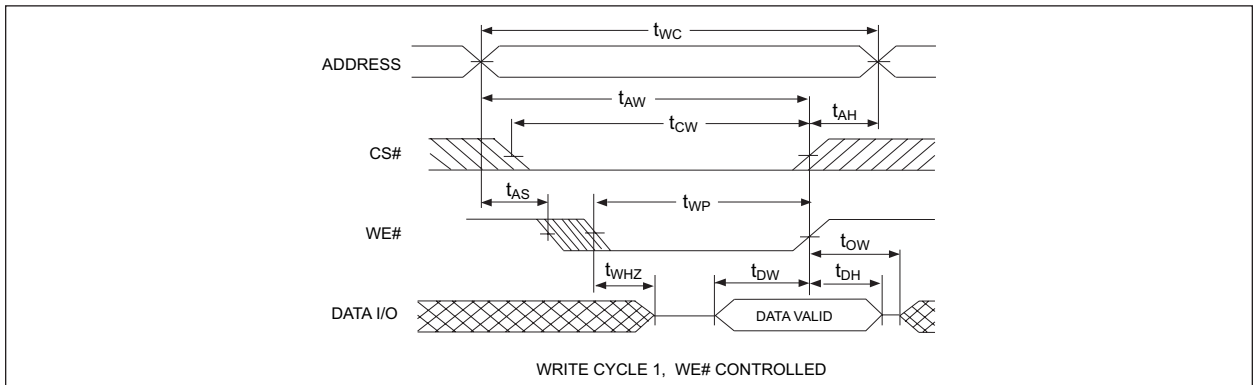 tWC
ADDRESS
tAW
tCW
tAH
CS#
tAS
tWP
WE#
tOW
tWHZ
tDW
tDH
DATA I/O
DATA VALID
WRITE CYCLE 1, WE# CONTROLLED